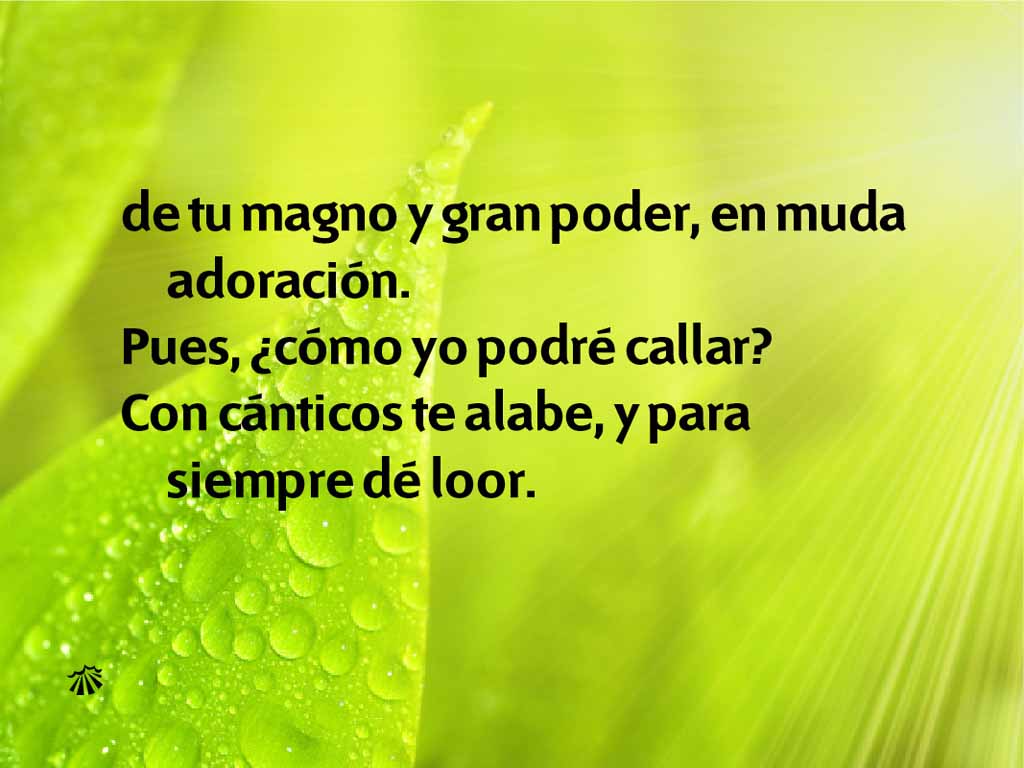 de tu magno y gran poder, en muda
adoración.
Pues, ¿cómo yo podré callar?
Con cánticos te alabe, y para
siempre dé loor.